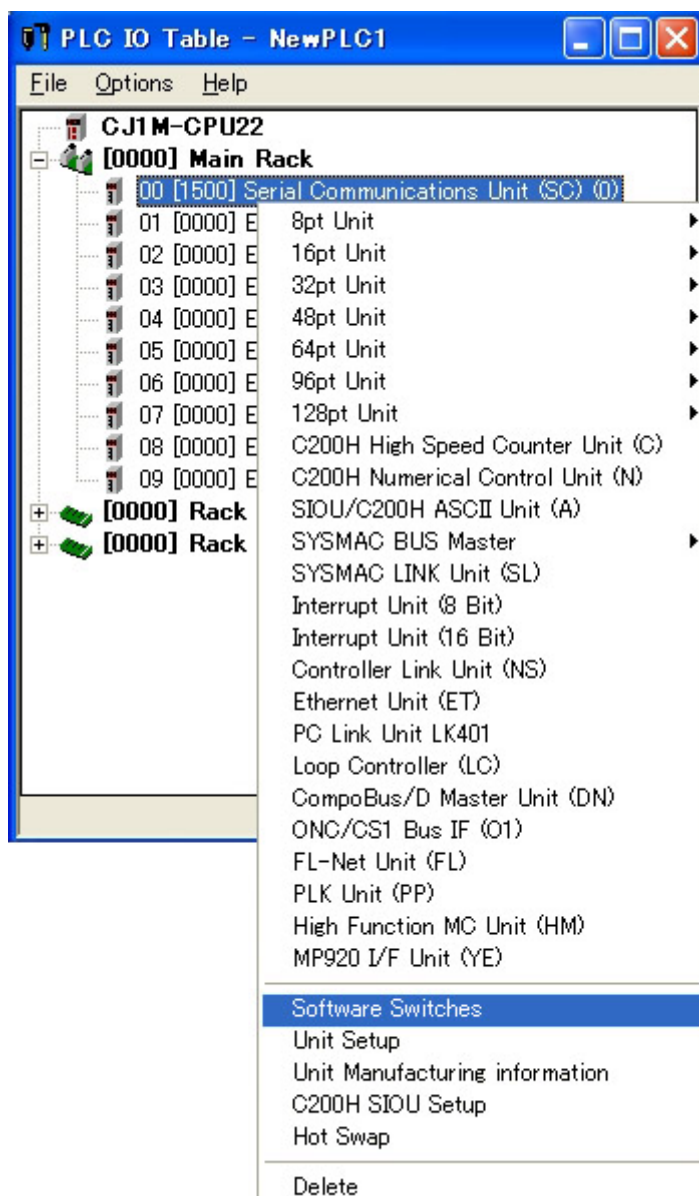 PLC IO Table - NewPLC1
File Options Help
CJ1M-CPU22
[0000] Main Rack
00 [1500] Serial Communications Unit (SC) (0)
01 [0000] E
02 [0000] E
03 [0000] E
04 [0000] E
05 [0000] E
06 [0000] E
07 [0000] E
08 [0000] E
09 [0000] E
[0000] Rack
[0000] Rack
8pt Unit
16pt Unit
32pt Unit
48pt Unit
64pt Unit
96pt Unit
128pt Unit
C200H High Speed Counter Unit (C)
C200H Numerical Control Unit (N)
SIOU/C200H ASCII Unit (A)
SYSMAC BUS Master
SYSMAC LINK Unit (SL)
Interrupt Unit (8 Bit)
Interrupt Unit (16 Bit)
Controller Link Unit (NS)
Ethernet Unit (ET)
PC Link Unit LK401
Loop Controller (LC)
CompoBus/D Master Unit (DN)
ONC/CS1 Bus IF (O1)
FL-Net Unit (FL)
PLK Unit (PP)
High Function MC Unit (HM)
MP920 I/F Unit (YE)
Software Switches
Unit Setup
Unit Manufacturing information
C200H SIOU Setup
Hot Swap
Delete